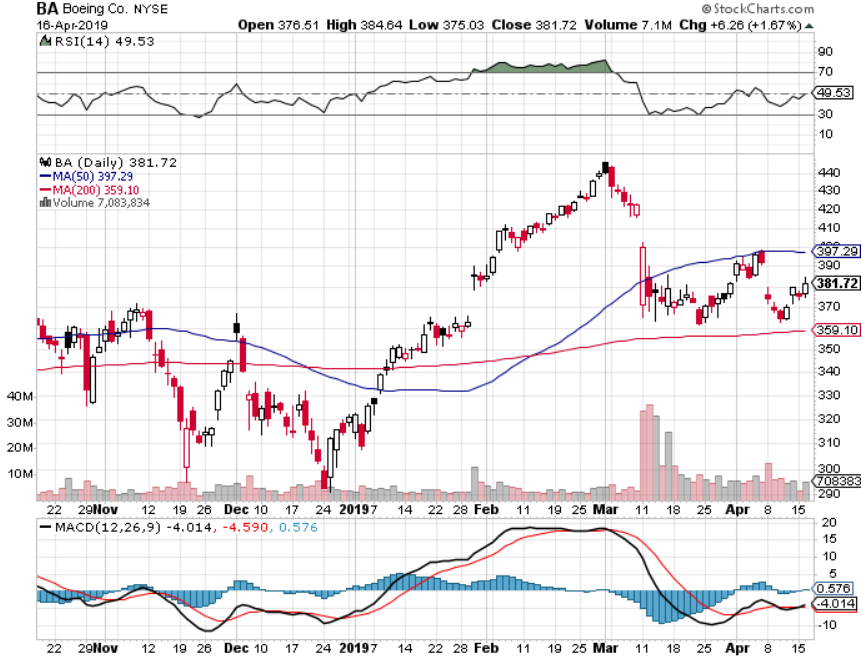 BA Boeing Co. NYSE
© StockCharts.com
16-Apr-2019
Open 376.51 High 384.64 Low 375.03 Close 381.72 Volume 7.1M Chg +6.26 (+1.67%)
RSI(14) 49.53
90
70
49.53
30
10
BA (Daily) 381.72
MA(50) 397.29
MA(200) 359.10
Volume 7,083,834
440
430
420
410
400
397.29
390
381.72
370
359.10
350
340
330
320
310
300
290
40M
30M
20M
10M
708383
22 29 Nov 12 19 26 Dec 10 17 24 2019 7 14 22 28 Feb 11 19 25 Mar 11 18 25 Apr 8 15
MACD(12,26,9) -4.014, -4.590, 0.576
20
15
10
5
0.576
-4.014
-10
22 29 Nov 12 19 26 Dec 10 17 24 2019 7 14 22 28 Feb 11 19 25 Mar 11 18 25 Apr 8 15